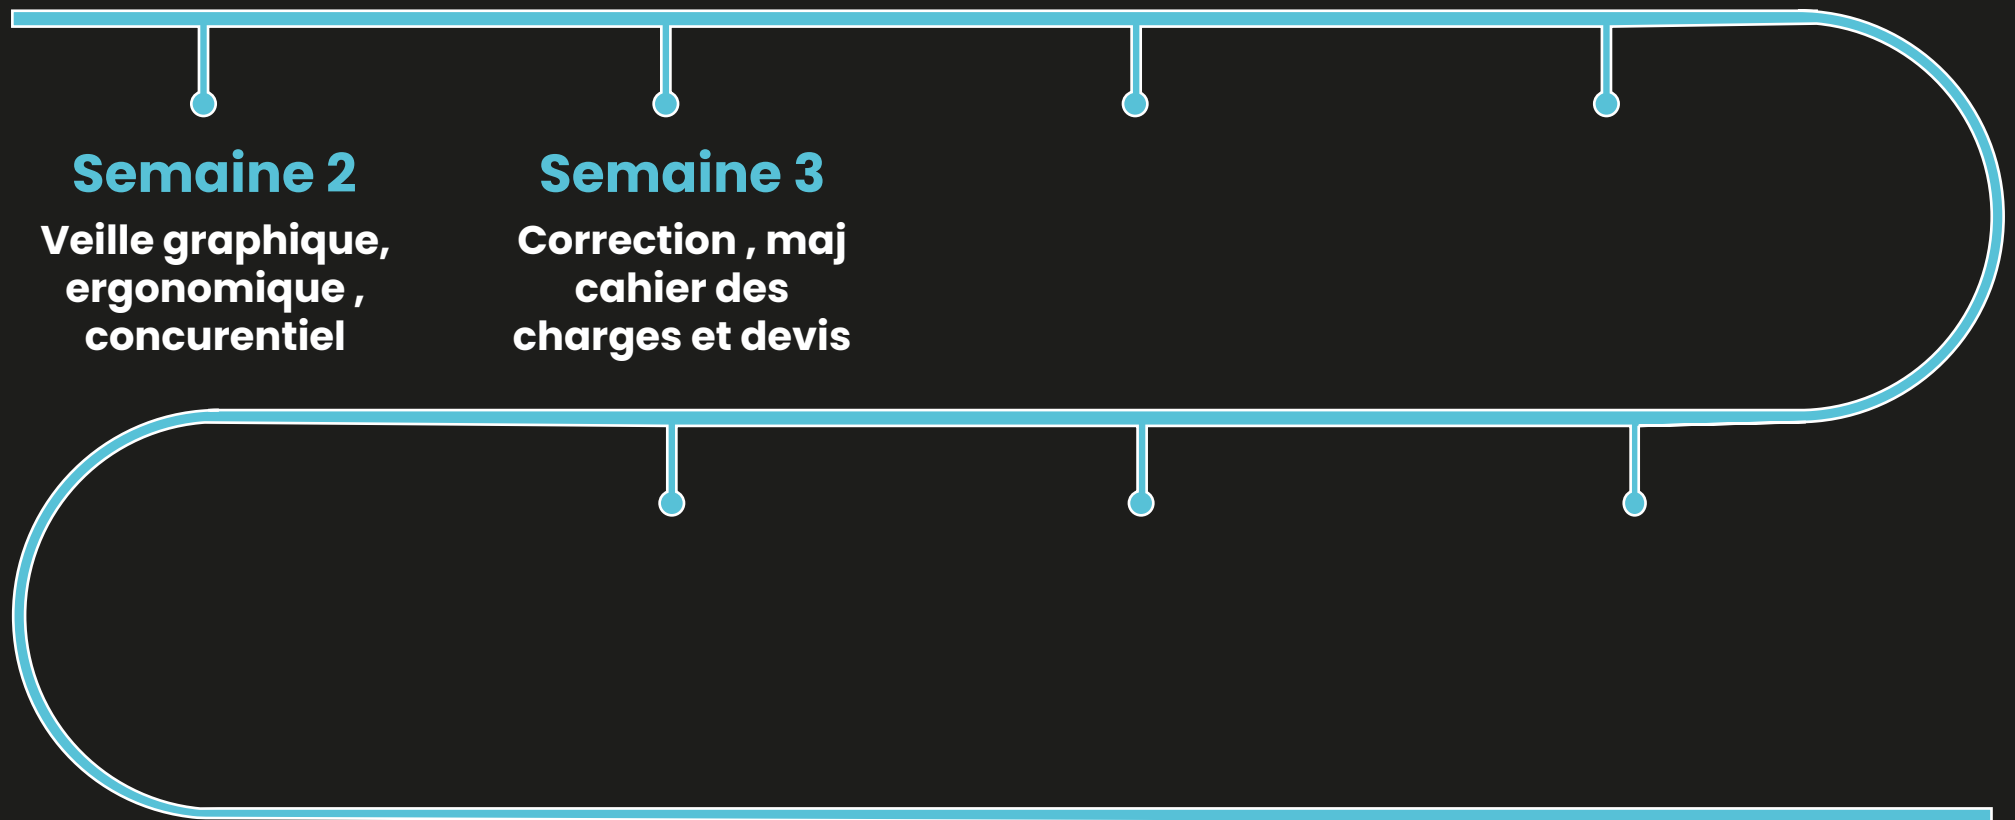 Semaine 2
Veille graphique,
ergonomique ,
concurentiel
Semaine 3
Correction , maj
cahier des
charges et devis